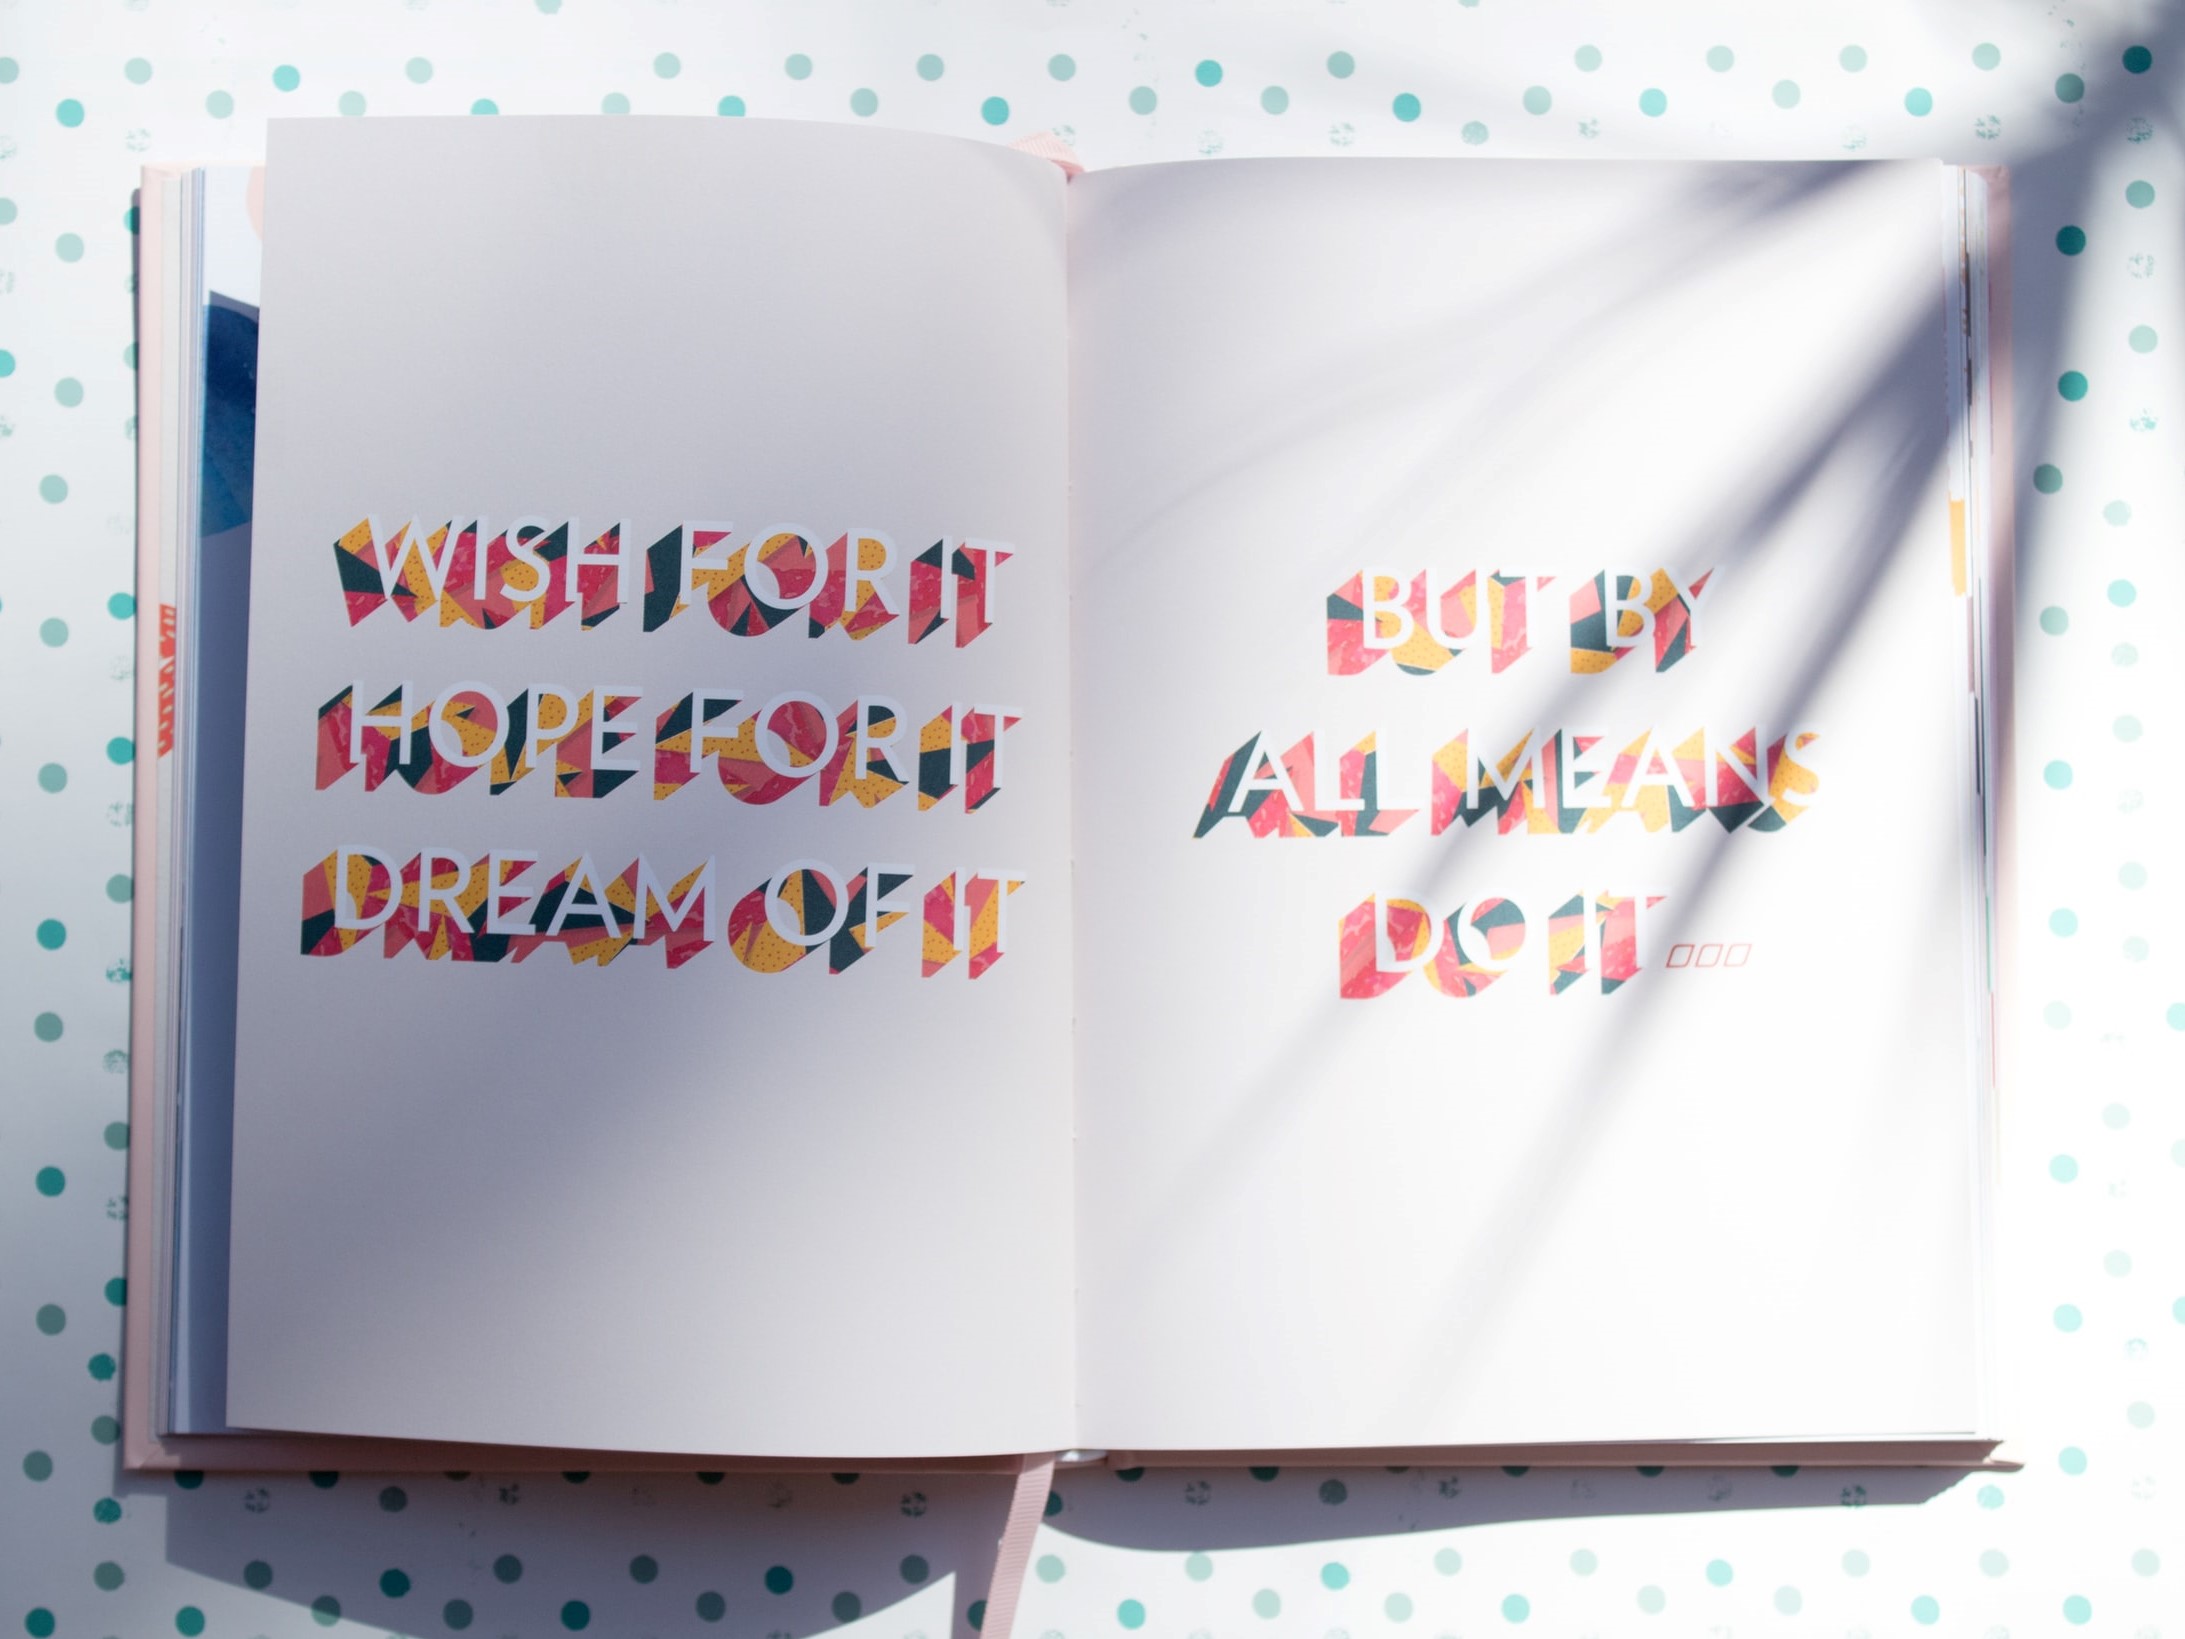 WISH FOR IT
HOPE FOR IT
DREAM OF IT
BUT BY
ALL MEANS
DO IT...